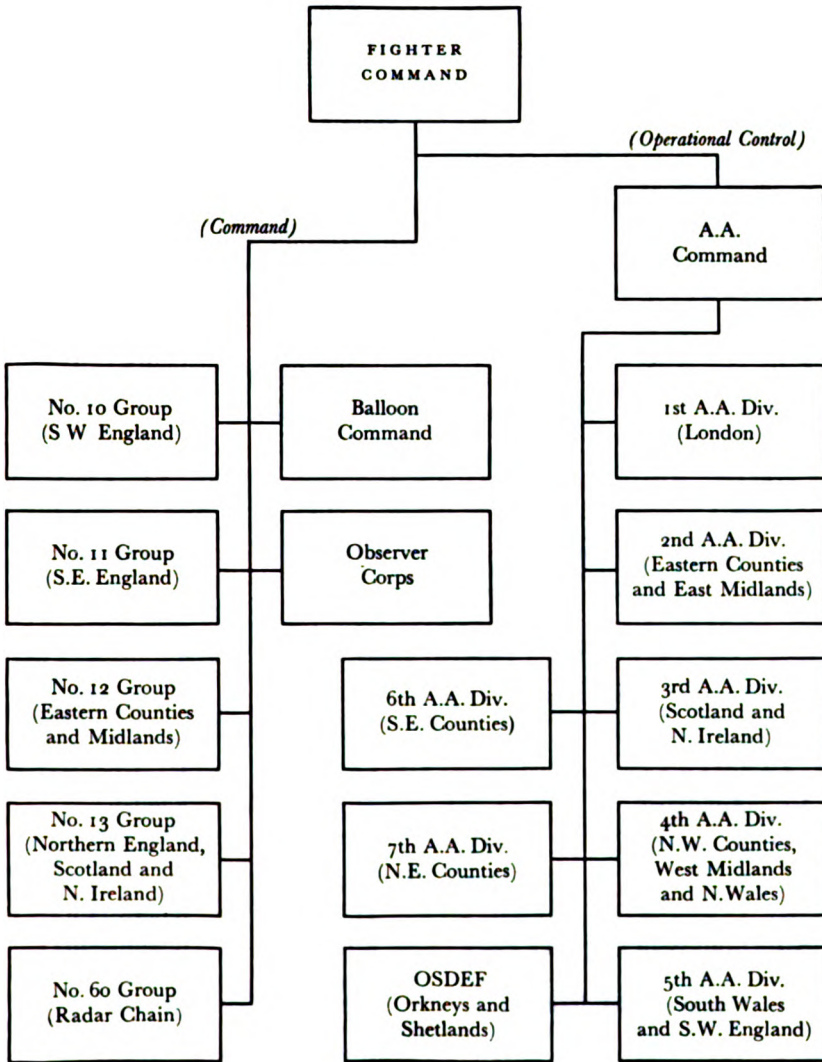 FIGHTER
COMMAND
(Operational Control)
(Command)
A.A.
Command
No. 10 Group
(S W England)
Balloon
Command
1st A.A. Div.
(London)
No. 11 Group
(S.E. England)
Observer
Corps
2nd A.A. Div.
(Eastern Counties
and East Midlands)
No. 12 Group
(Eastern Counties
and Midlands)
6th A.A. Div.
(S.E. Counties)
3rd A.A. Div.
(Scotland and
N. Ireland)
No. 13 Group
(Northern England,
Scotland and
N. Ireland)
7th A.A. Div.
(N.E. Counties)
4th A.A. Div.
(N.W. Counties,
West Midlands
and N.Wales)
No. 60 Group
(Radar Chain)
OSDEF
(Orkneys and
Shetlands)
5th A.A. Div.
(South Wales
and S.W. England)